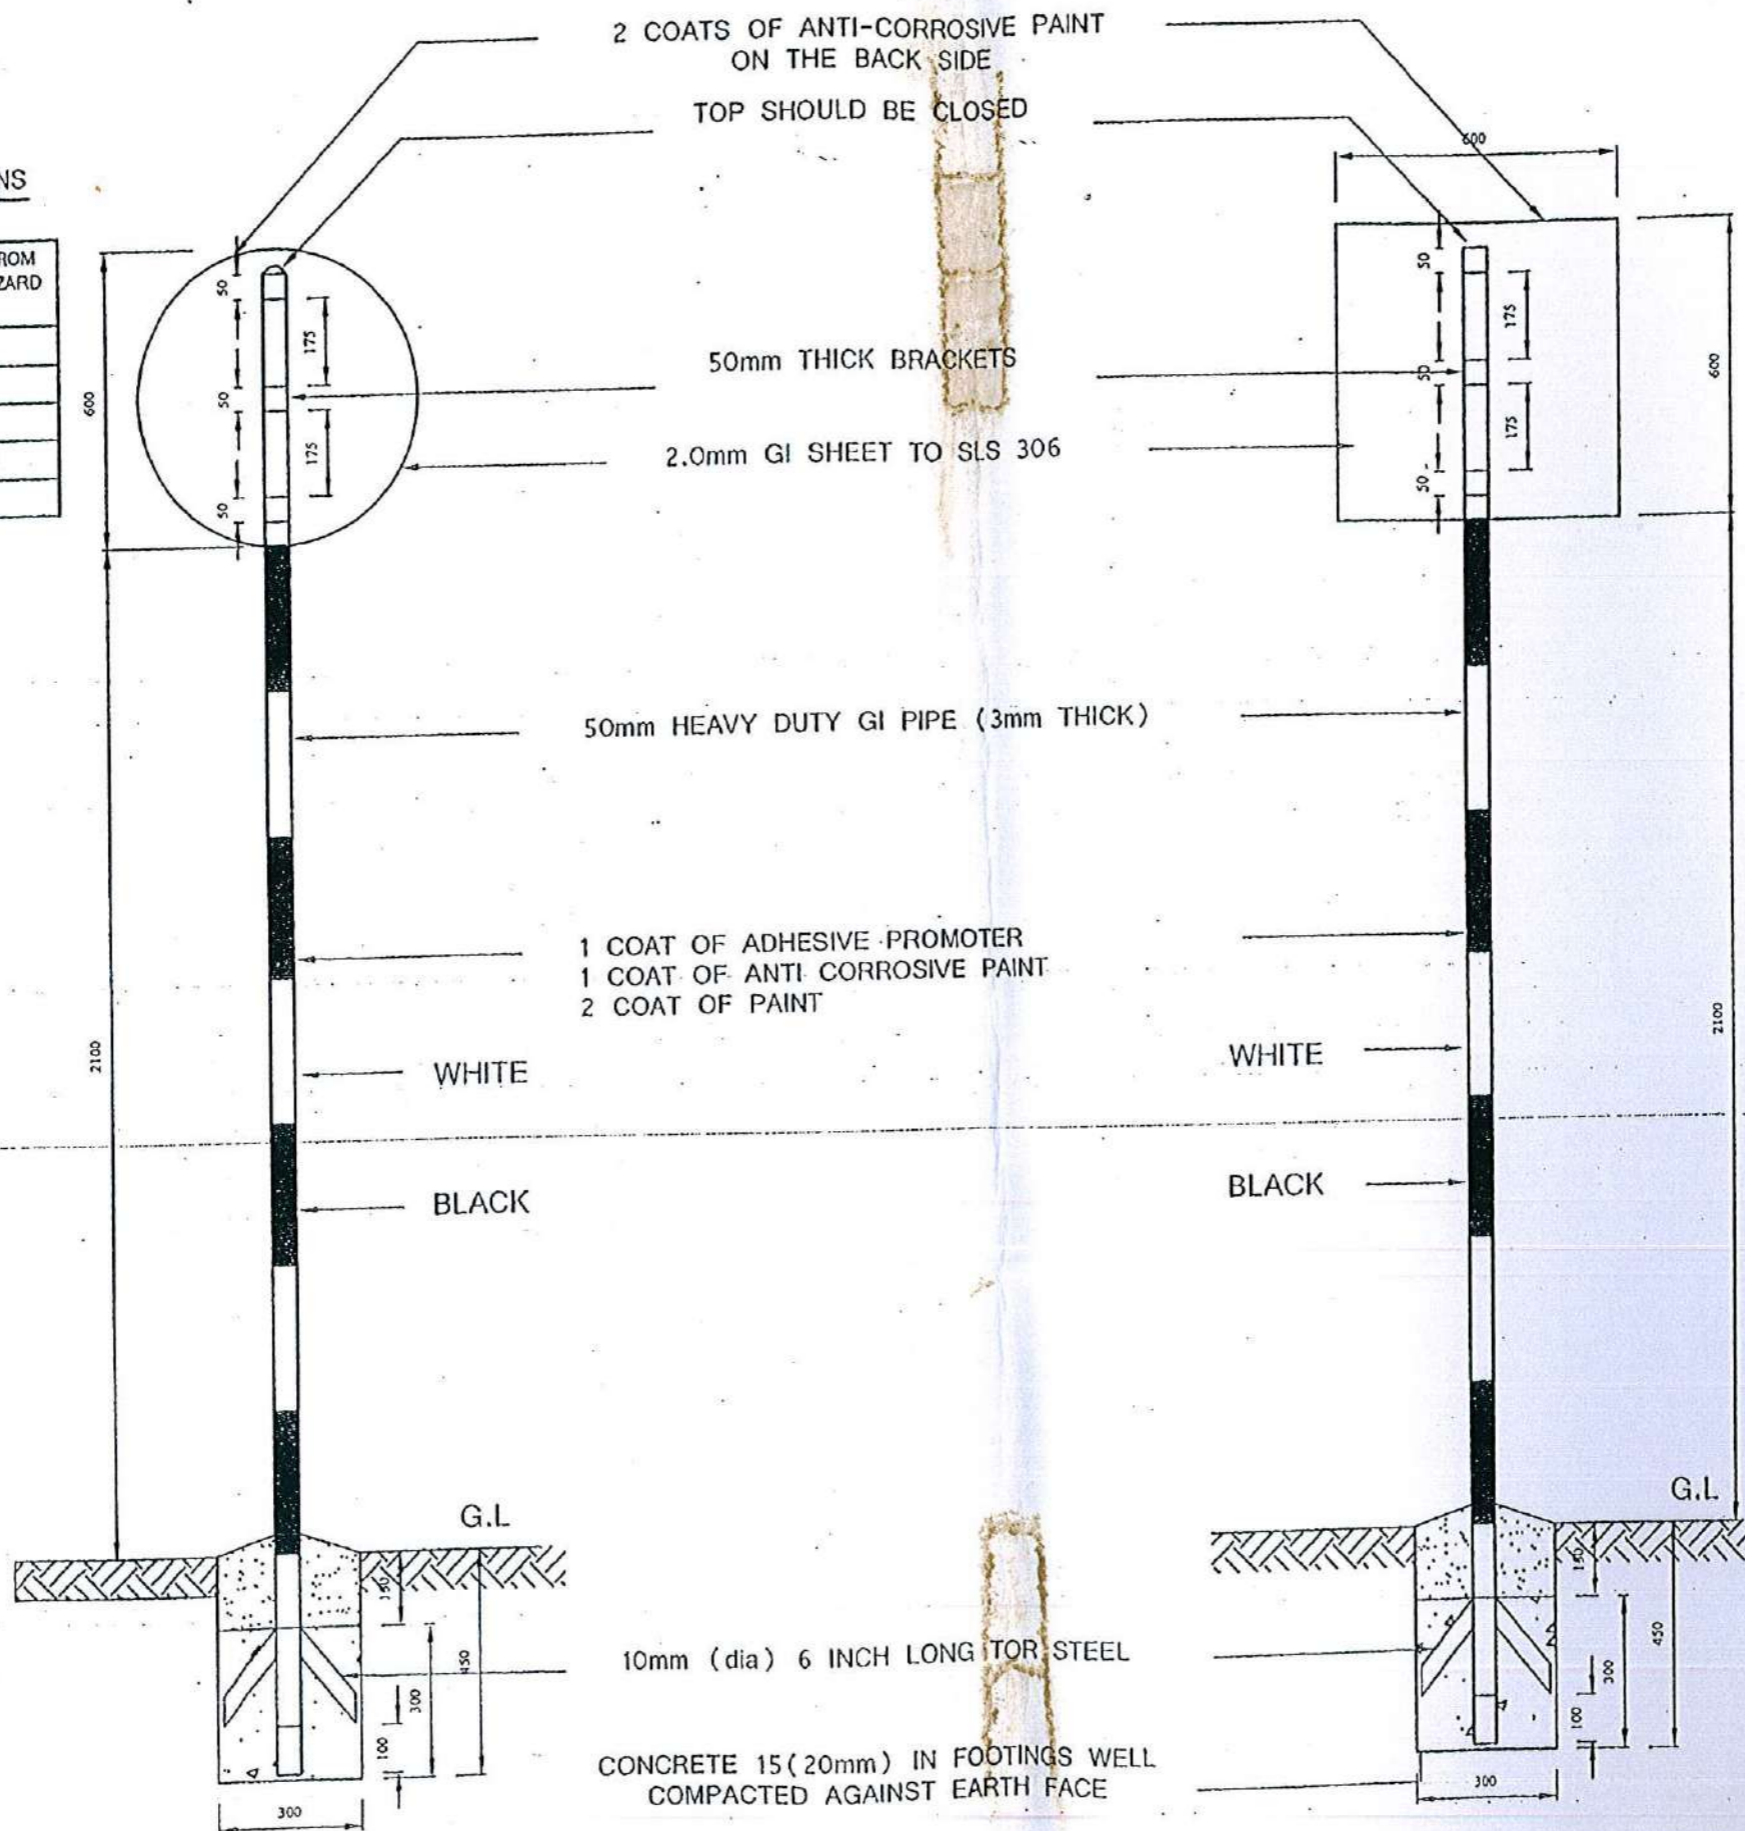 2 COATS OF ANTI-CORROSIVE PAINT
ON THE BACK SIDE
TOP SHOULD BE CLOSED
NS
ROM
ZARD
600
50
175
50
175
50
600
50
175
50
175
50
600
50mm THICK BRACKETS
2.0mm GI SHEET TO SLS 306
50mm HEAVY DUTY GI PIPE (3mm THICK)
1 COAT OF ADHESIVE PROMOTER
1 COAT OF ANTI CORROSIVE PAINT
2 COAT OF PAINT
2100
2100
WHITE
WHITE
BLACK
BLACK
G.L
G.L
150
450
300
100
150
450
300
100
10mm (dia) 6 INCH LONG TOR STEEL
CONCRETE 15(20mm) IN FOOTINGS WELL
COMPACTED AGAINST EARTH FACE
300
300